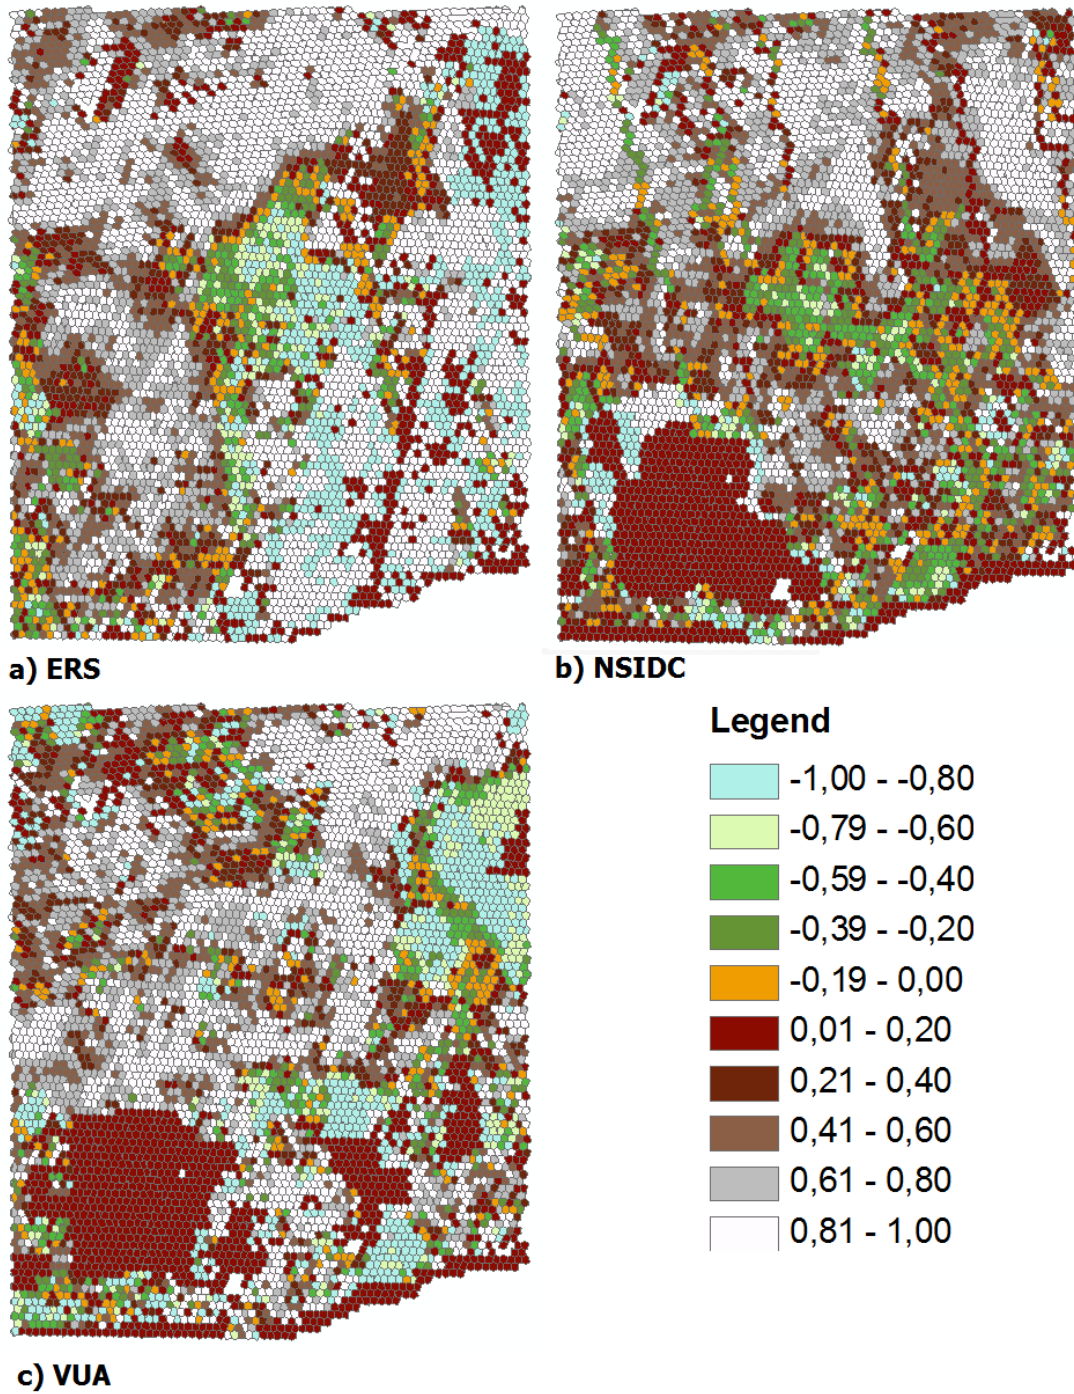 a) ERS
b) NSIDC
Legend
-1,00 - -0,80
-0,79 - -0,60
-0,59 - -0,40
-0,39 - -0,20
-0,19 - 0,00
0,01 - 0,20
0,21 - 0,40
0,41 - 0,60
0,61 - 0,80
0,81 - 1,00
c) VUA